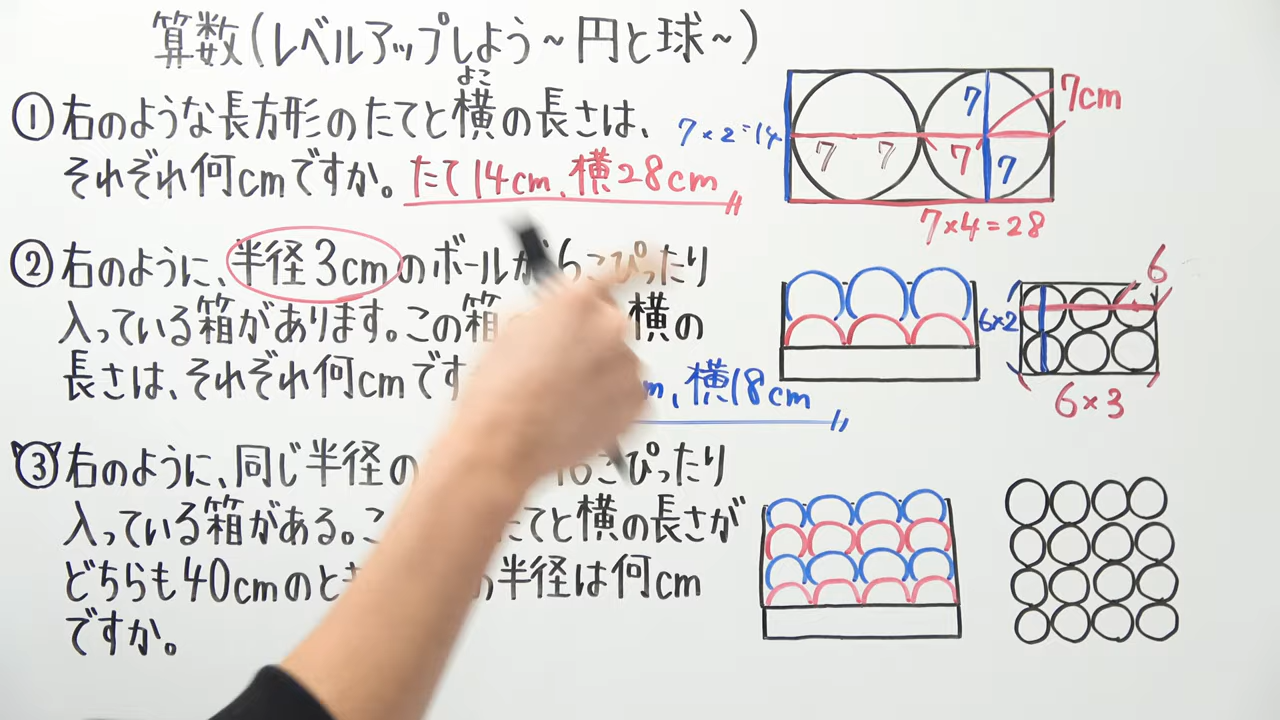 算数(レベルアップしよう~円と球~)
よこ
①右のような長方形のたてと横の長さは、
それぞれ何cmですか。たて14cm、横28cm
②右のように、半径3cmのボールが6こぴったり
入っている箱があります。この箱 横の
長さは、それぞれ何cmです
m、横18cm
③右のように、同じ半径の こぴったり
入っている箱がある。こ たてと横の長さが
どちらも40cmのとき 半径は何cm
ですか。
7×2=14
7
7cm
7 7 7 7
7×4=28
6
6×2
6×3